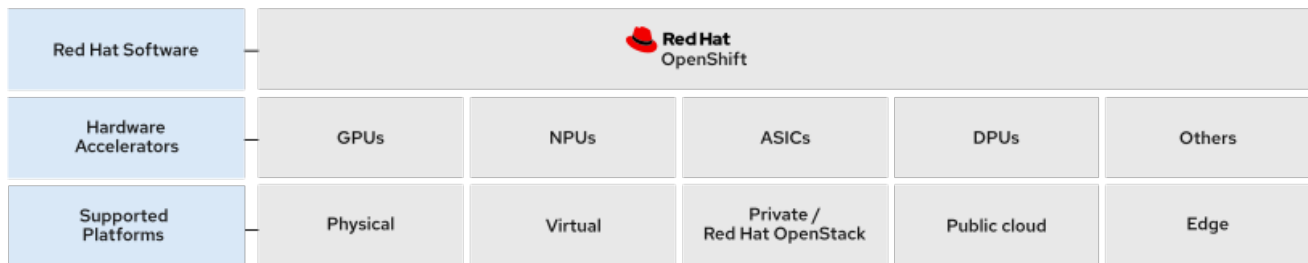 Red Hat Software
Red Hat
OpenShift
Hardware
Accelerators
GPUs
NPUs
ASICs
DPUs
Others
Supported
Platforms
Physical
Virtual
Private /
Red Hat OpenStack
Public cloud
Edge